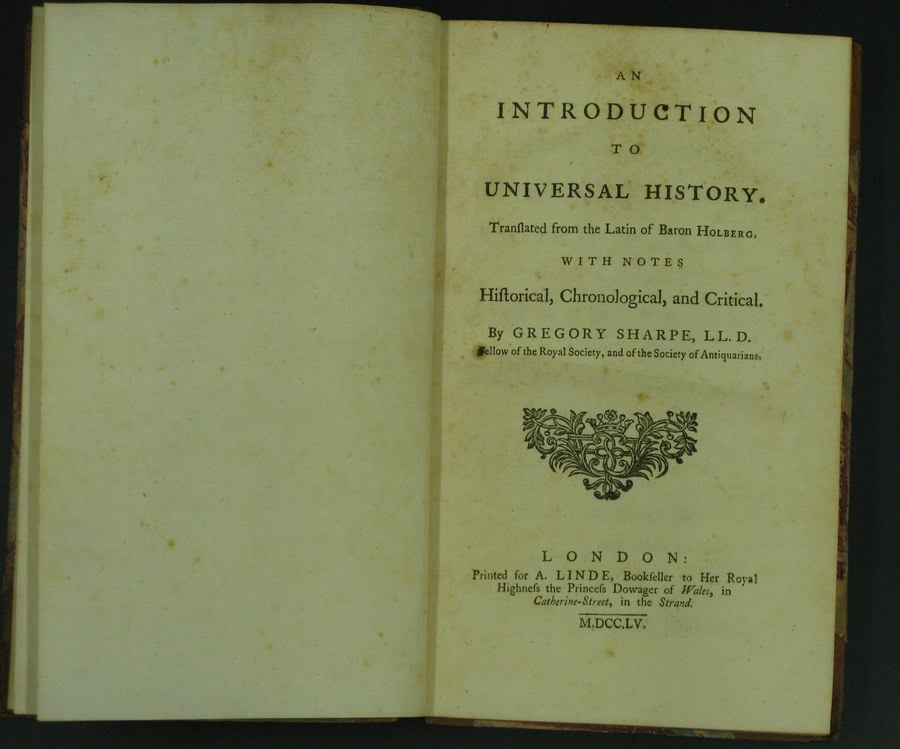 AN
INTRODUCTION
TO
UNIVERSAL HISTORY.
Tranſlated from the Latin of Baron HOLBERG.
WITH NOTES
Hiſtorical, Chronological, and Critical.
By GREGORY SHARPE, LL. D.
Fellow of the Royal Society, and of the Society of Antiquarians.
LONDON:
Printed for A. LINDE, Bookſeller to Her Royal
Highneſs the Princeſs Dowager of Wales, in
Catherine-Street, in the Strand.
M.DCC.LV.